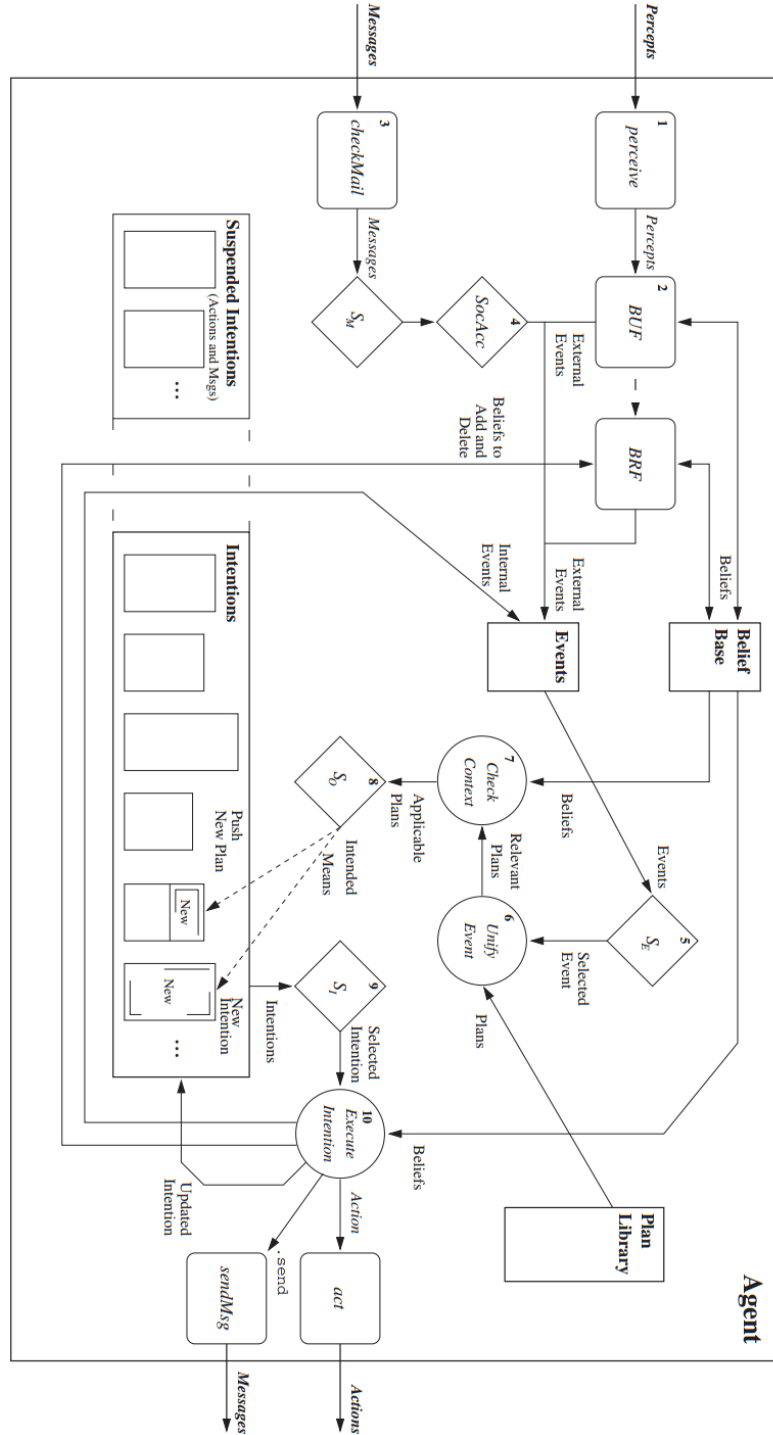 Agent
Percepts
1
perceive
Percepts
2
BUF
BRF
Beliefs
Belief
Base
Messages
3
checkMail
Messages
S_M
4
SocAcc
External
Events
Beliefs to
Add and
Delete
External
Events
Internal
Events
Events
Beliefs
Events
5
S_E
Selected
Event
6
Unify
Event
Plans
Plan
Library
Relevant
Plans
7
Check
Context
Applicable
Plans
8
S_O
Intended
Means
Suspended Intentions
(Actions and Msgs)
...
Intentions
Push
New Plan
New
New
Intention
New
...
Intentions
9
S_I
Selected
Intention
10
Execute
Intention
Beliefs
Updated
Intention
Action
act
Actions
.send
sendMsg
Messages